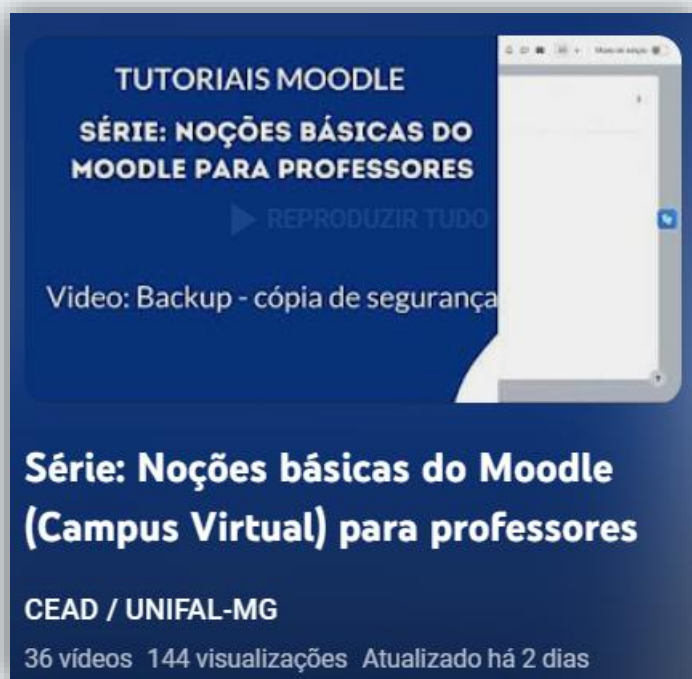 TUTORIAIS MOODLE
SÉRIE: NOÇÕES BÁSICAS DO
MOODLE PARA PROFESSORES
REPRODUZIR TUDO
Video: Backup - cópia de segurança
Série: Noções básicas do Moodle
(Campus Virtual) para professores
CEAD / UNIFAL-MG
36 vídeos 144 visualizações Atualizado há 2 dias